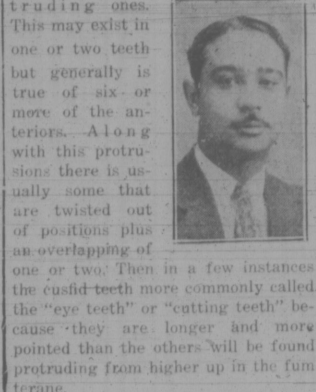 truding ones.
This may exist in
one or two teeth
but generally is
true of six or
more of the an-
teriors. Along
with this protru-
sions there is us-
ually some that
are twisted out
of positions plus
an overlapping of
one or two. Then in a few instances
the cusfid teeth more commonly called
the "eye teeth" or "cutting teeth" be-
cause they are longer and more
pointed than the others will be found
protruding from higher up in the fum
terane